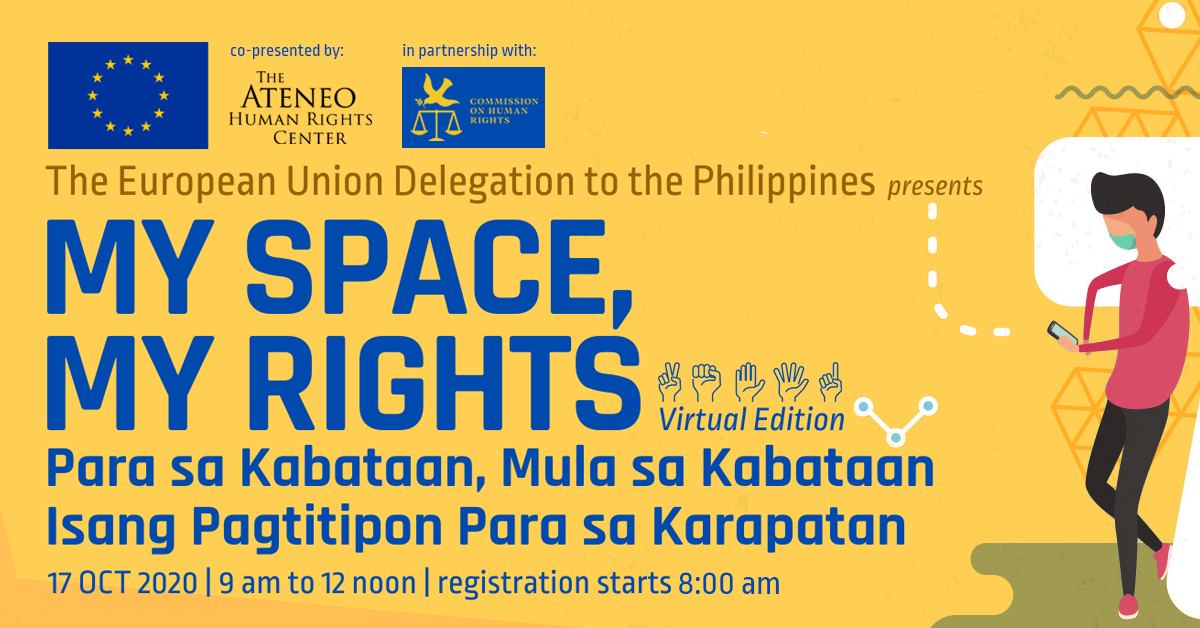 co-presented by:
in partnership with:
THE
ATENEO
HUMAN RIGHTS
CENTER
COMMISSION
ON HUMAN
RIGHTS
The European Union Delegation to the Philippines presents
MY SPACE,
MY RIGHTS
Virtual Edition
Para sa Kabataan, Mula sa Kabataan
Isang Pagtitipon Para sa Karapatan
17 OCT 2020 | 9 am to 12 noon | registration starts 8:00 am